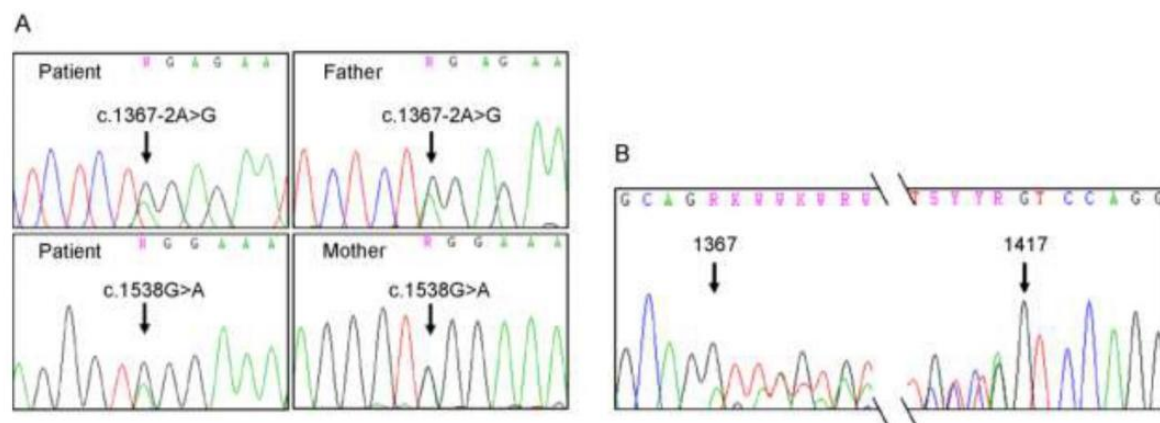 A
Patient
R G A G A A
c.1367-2A>G
Father
R G A G A A
c.1367-2A>G
Patient
R G G A A A
c.1538G>A
Mother
R G G A A A
c.1538G>A
B
G C A G R K W W K W R W
T S Y Y R G T C C A G G
1367
1417